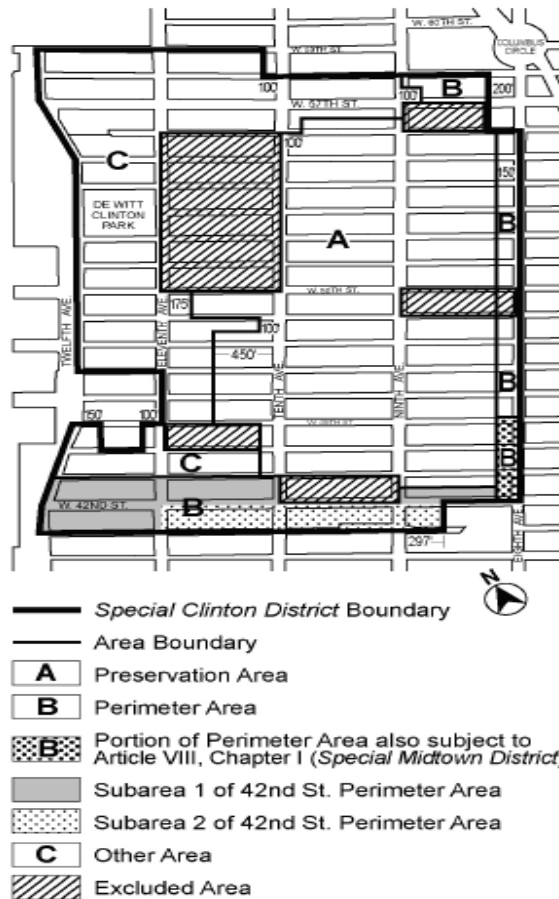 W. 60TH ST.
COLUMBUS
CIRCLE
W. 59TH ST.
B
100'
100'
200'
W. 57TH ST.
100'
C
150'
DE WITT
CLINTON
PARK
A
B
W. 50TH ST.
175'
100'
TWELFTH AVE.
ELEVENTH AVE.
450'
TENTH AVE.
NINTH AVE.
B
150'
100'
B
C
W. 42ND ST.
B
297'
EIGHTH AVE.
N
Special Clinton District Boundary
Area Boundary
A Preservation Area
B Perimeter Area
B Portion of Perimeter Area also subject to
Article VIII, Chapter I (Special Midtown District)
Subarea 1 of 42nd St. Perimeter Area
Subarea 2 of 42nd St. Perimeter Area
C Other Area
Excluded Area